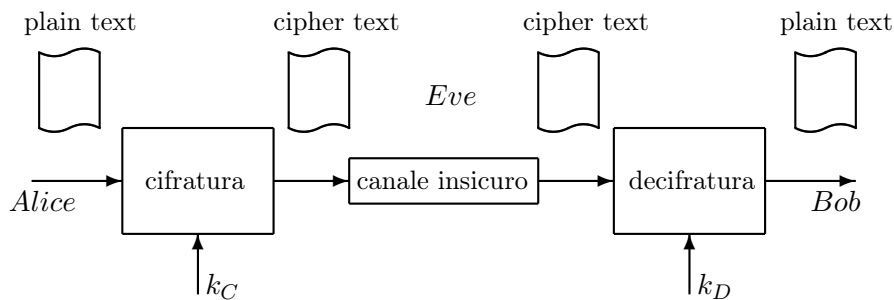 plain text cipher text cipher text plain text
Eve
cifratura canale insicuro decifratura
Alice Bob
k_C k_D